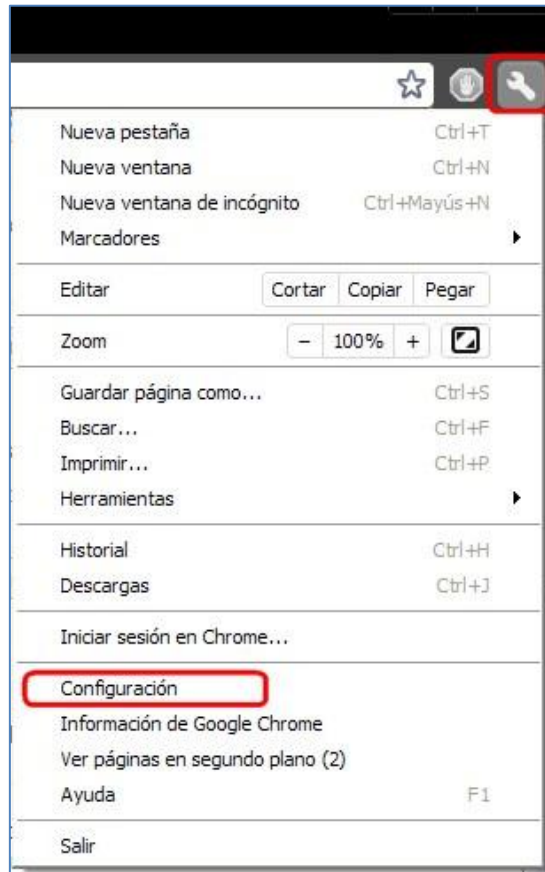 Nueva pestaña Ctrl+T
Nueva ventana Ctrl+N
Nueva ventana de incógnito Ctrl+Mayús+N
Marcadores
Editar Cortar Copiar Pegar
Zoom − 100% +
Guardar página como... Ctrl+S
Buscar... Ctrl+F
Imprimir... Ctrl+P
Herramientas
Historial Ctrl+H
Descargas Ctrl+J
Iniciar sesión en Chrome...
Configuración
Información de Google Chrome
Ver páginas en segundo plano (2)
Ayuda F1
Salir